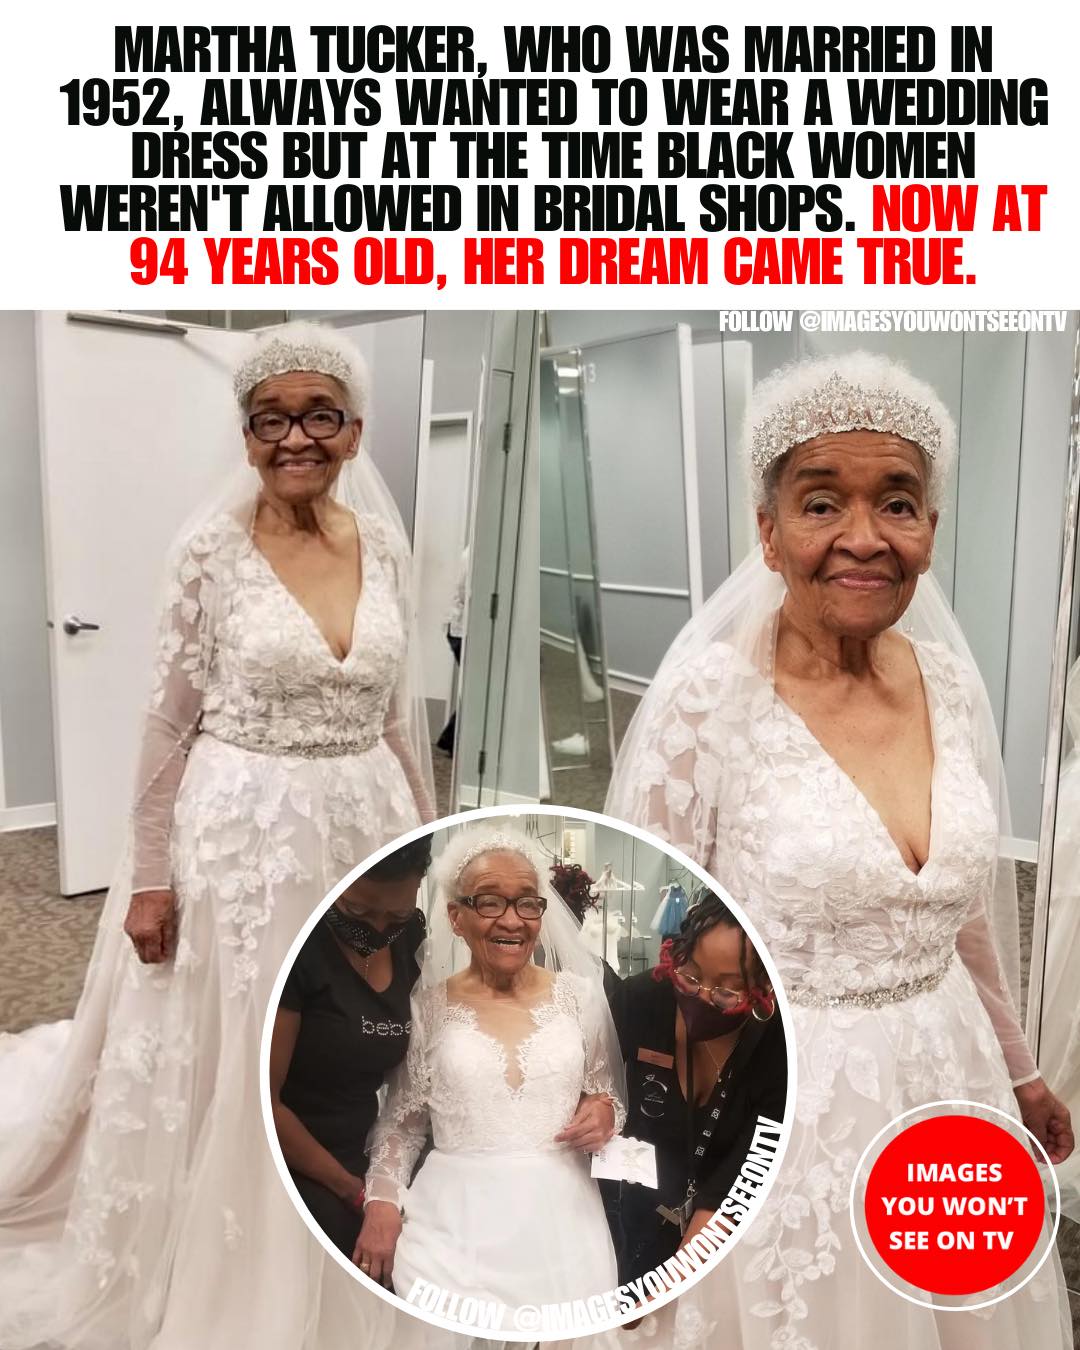 MARTHA TUCKER, WHO WAS MARRIED IN
1952, ALWAYS WANTED TO WEAR A WEDDING
DRESS BUT AT THE TIME BLACK WOMEN
WEREN'T ALLOWED IN BRIDAL SHOPS. NOW AT
94 YEARS OLD, HER DREAM CAME TRUE.
FOLLOW @IMAGESYOUWONTSEEONTV
13
bebe
FOLLOW @IMAGESYOUWONTSEEONTV
IMAGES
YOU WON'T
SEE ON TV